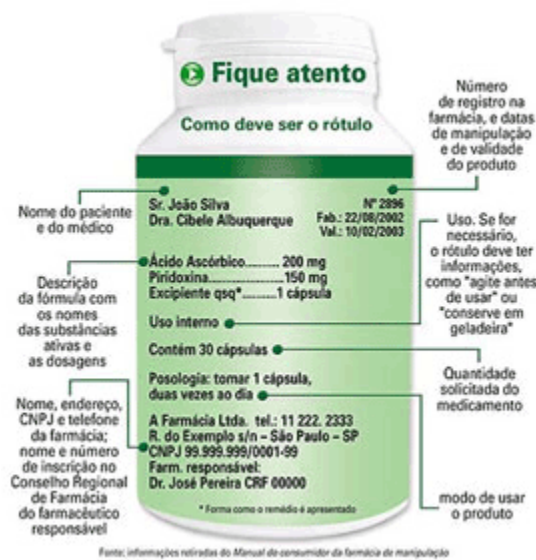 Fique atento
Como deve ser o rótulo
Número
de registro na
farmácia, e datas
de manipulação
e de validade
do produto
Nome do paciente
e do médico
Sr. João Silva
Dra. Cibele Albuquerque
Nº 2896
Fab.: 22/08/2002
Val.: 10/02/2003
Uso. Se for
necessário,
o rótulo deve ter
informações,
como "agite antes
de usar" ou
"conserve em
geladeira"
Descrição
da fórmula com
os nomes
das substâncias
ativas e
as dosagens
Ácido Ascórbico.......... 200 mg
Piridoxina...................150 mg
Excipiente qsq*..........1 cápsula
Uso interno
Contém 30 cápsulas
Quantidade
solicitada do
medicamento
Posologia: tomar 1 cápsula,
duas vezes ao dia
Nome, endereço,
CNPJ e telefone
da farmácia;
nome e número
de inscrição no
Conselho Regional
de Farmácia
do farmacêutico
responsável
A Farmácia Ltda. tel.: 11 222. 2333
R. do Exemplo s/n – São Paulo – SP
CNPJ 99.999.999/0001-99
Farm. responsável:
Dr. José Pereira CRF 00000
modo de usar
o produto
* Forma como o remédio é apresentado
Fonte: informações retiradas do Manual do consumidor da farmácia de manipulação